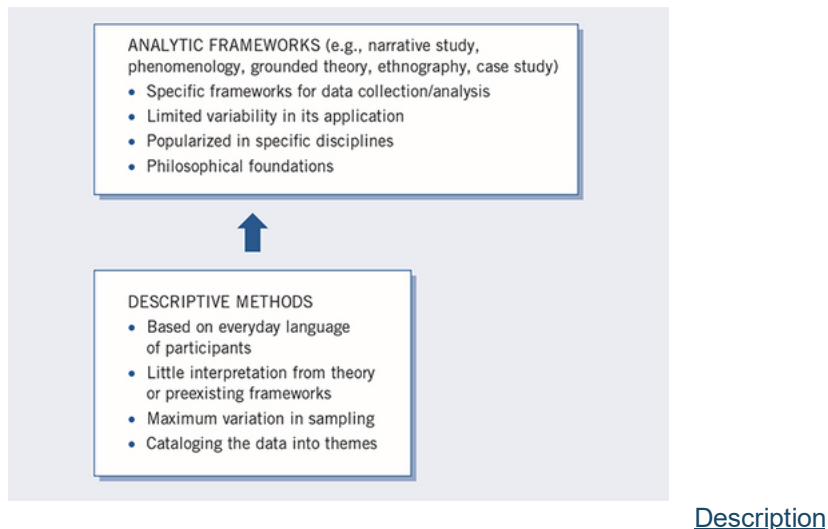 ANALYTIC FRAMEWORKS (e.g., narrative study,
phenomenology, grounded theory, ethnography, case study)
• Specific frameworks for data collection/analysis
• Limited variability in its application
• Popularized in specific disciplines
• Philosophical foundations
DESCRIPTIVE METHODS
• Based on everyday language
of participants
• Little interpretation from theory
or preexisting frameworks
• Maximum variation in sampling
• Cataloging the data into themes
Description